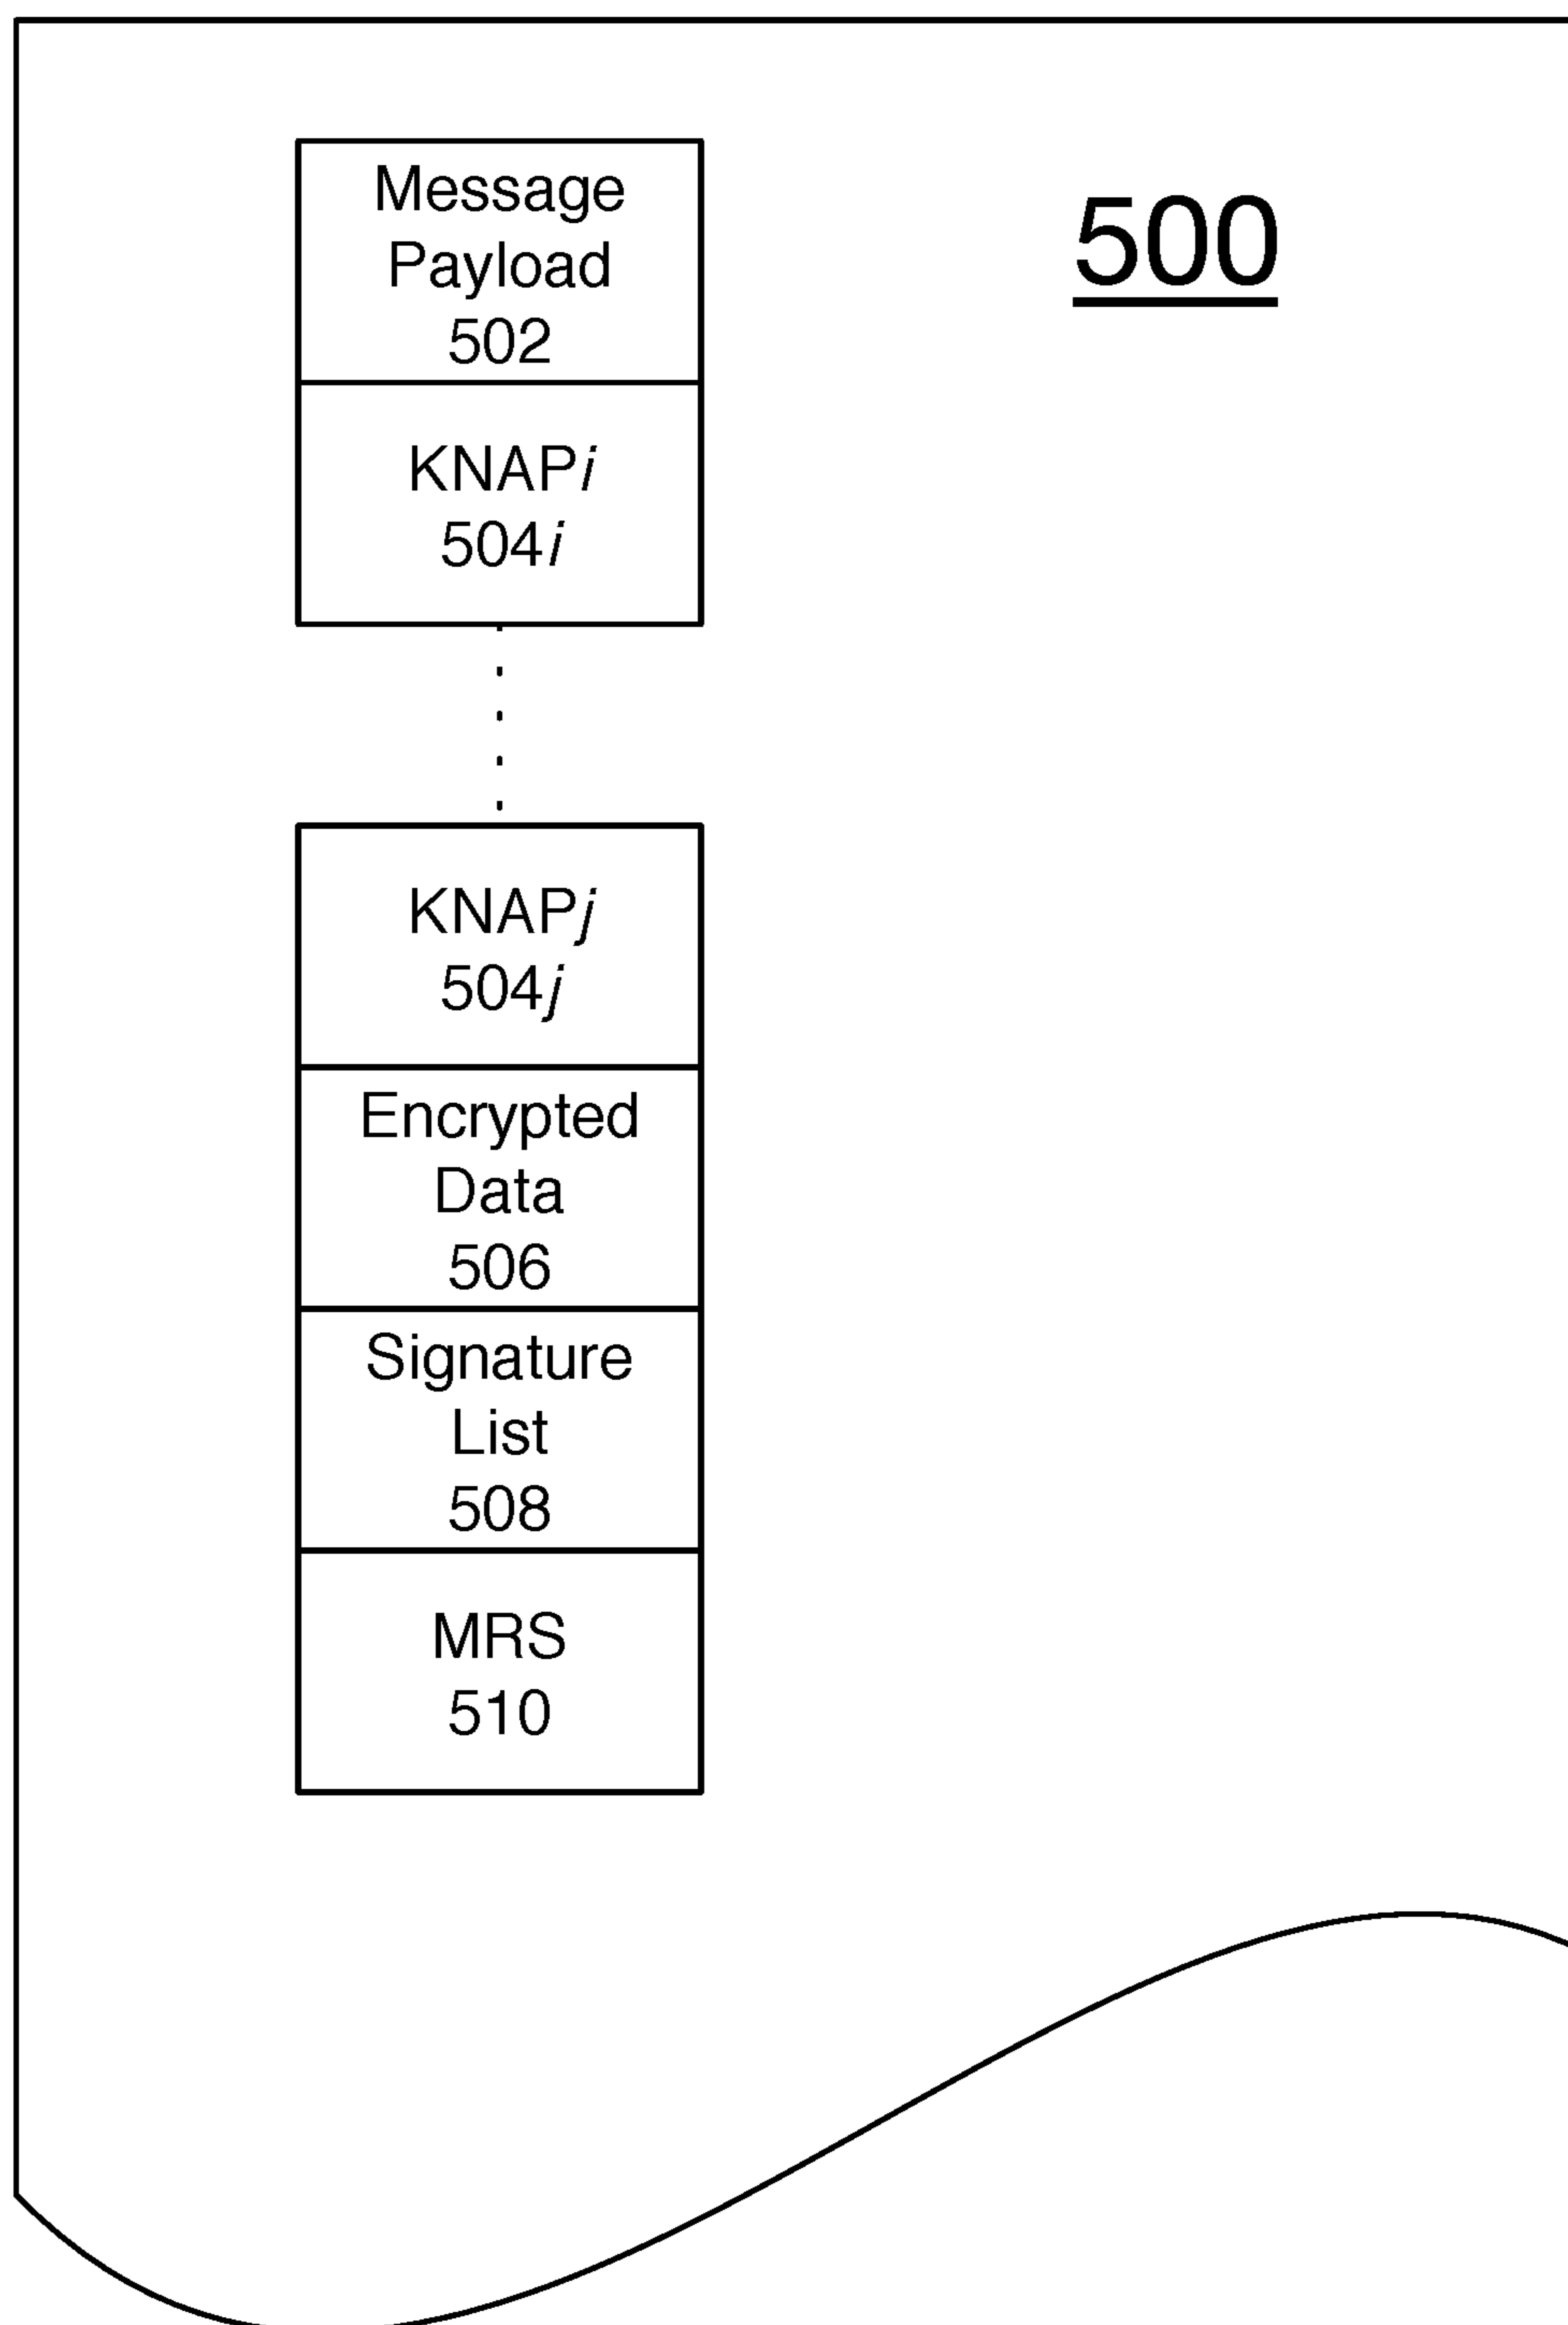 Message
Payload
502
500
KNAPi
504i
KNAPj
504j
Encrypted
Data
506
Signature
List
508
MRS
510